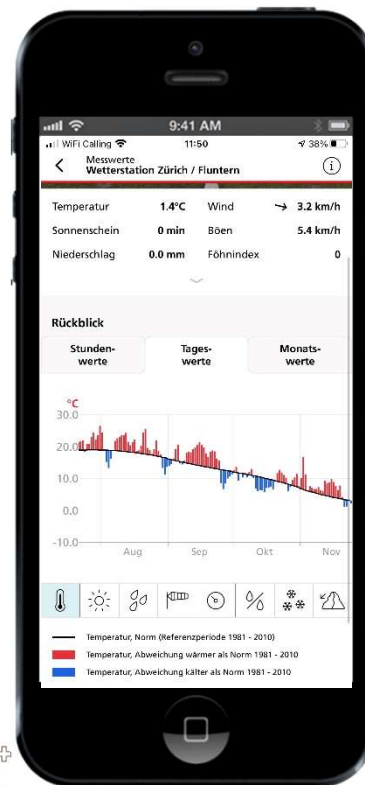 9:41 AM
WiFi Calling 11:50 38%
Messwerte
Wetterstation Zürich / Fluntern
Temperatur 1.4°C Wind → 3.2 km/h
Sonnenschein 0 min Böen 5.4 km/h
Niederschlag 0.0 mm Föhnindex 0
Rückblick
Stunden-
werte
Tages-
werte
Monats-
werte
°C
30.0
20.0
10.0
0.0
-10.0
Aug Sep Okt Nov
Temperatur, Norm (Referenzperiode 1981 - 2010)
Temperatur, Abweichung wärmer als Norm 1981 - 2010
Temperatur, Abweichung kälter als Norm 1981 - 2010